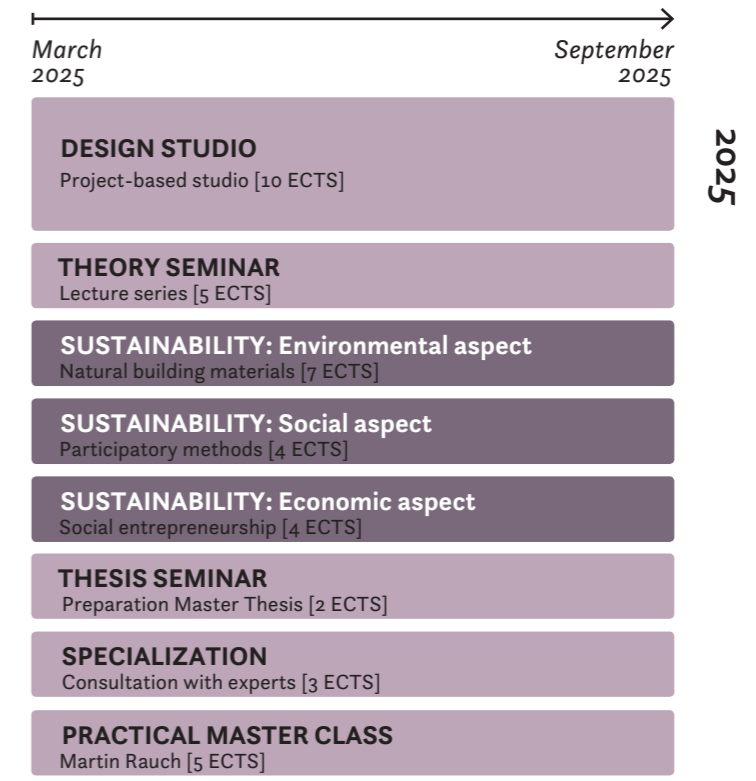 March
2025
September
2025
2025
DESIGN STUDIO
Project-based studio [10 ECTS]
THEORY SEMINAR
Lecture series [5 ECTS]
SUSTAINABILITY: Environmental aspect
Natural building materials [7 ECTS]
SUSTAINABILITY: Social aspect
Participatory methods [4 ECTS]
SUSTAINABILITY: Economic aspect
Social entrepreneurship [4 ECTS]
THESIS SEMINAR
Preparation Master Thesis [2 ECTS]
SPECIALIZATION
Consultation with experts [3 ECTS]
PRACTICAL MASTER CLASS
Martin Rauch [5 ECTS]